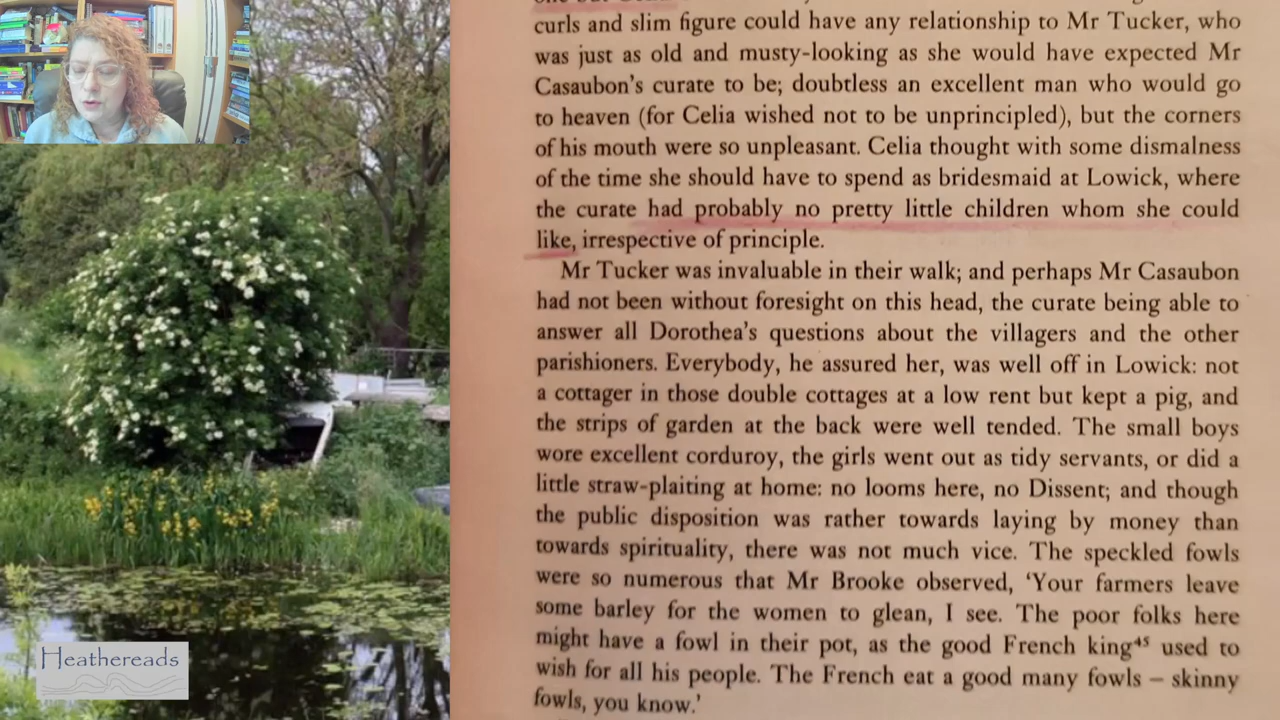 curls and slim figure could have any relationship to Mr Tucker, who
was just as old and musty-looking as she would have expected Mr
Casaubon's curate to be; doubtless an excellent man who would go
to heaven (for Celia wished not to be unprincipled), but the corners
of his mouth were so unpleasant. Celia thought with some dismalness
of the time she should have to spend as bridesmaid at Lowick, where
the curate had probably no pretty little children whom she could
like, irrespective of principle.
Mr Tucker was invaluable in their walk; and perhaps Mr Casaubon
had not been without foresight on this head, the curate being able to
answer all Dorothea's questions about the villagers and the other
parishioners. Everybody, he assured her, was well off in Lowick: not
a cottager in those double cottages at a low rent but kept a pig, and
the strips of garden at the back were well tended. The small boys
wore excellent corduroy, the girls went out as tidy servants, or did a
little straw-plaiting at home: no looms here, no Dissent; and though
the public disposition was rather towards laying by money than
towards spirituality, there was not much vice. The speckled fowls
were so numerous that Mr Brooke observed, 'Your farmers leave
some barley for the women to glean, I see. The poor folks here
might have a fowl in their pot, as the good French king⁴⁵ used to
wish for all his people. The French eat a good many fowls – skinny
fowls, you know.'
Heathereads